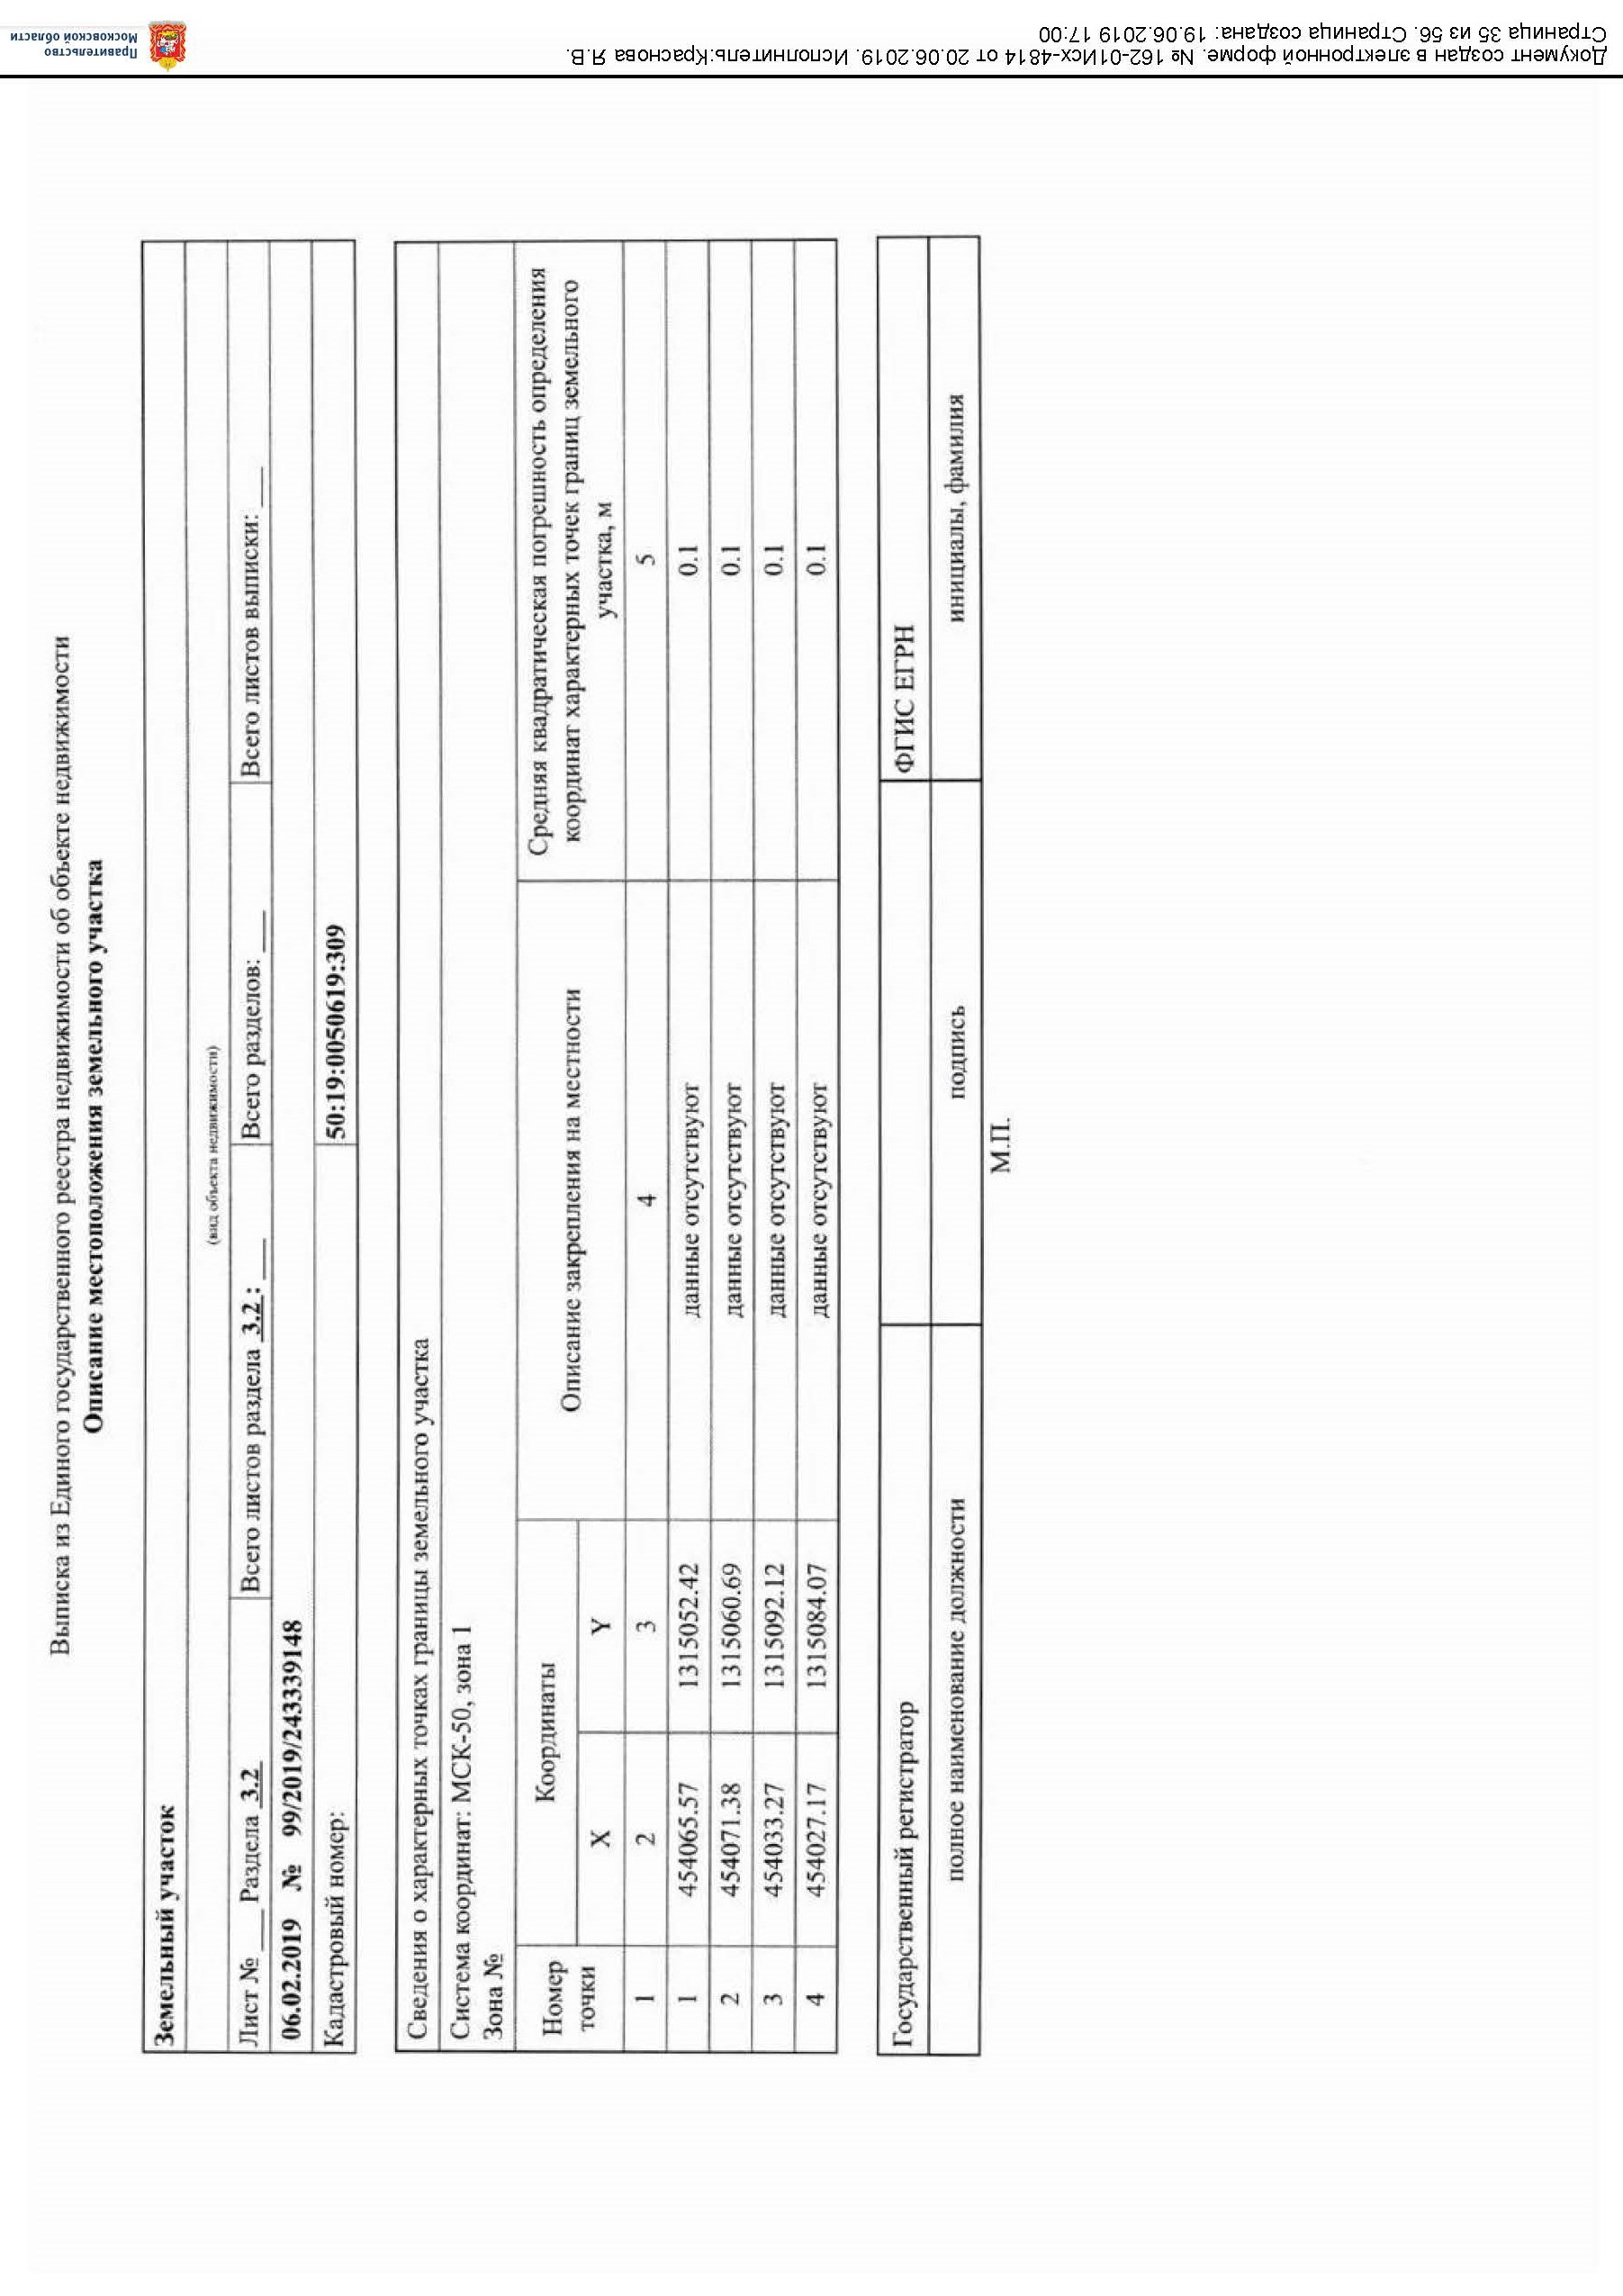 Документ создан в электронной форме. № 162-01Исх-4814 от 20.06.2019. Исполнитель:Краснова Я.В.
Страница 35 из 56. Страница создана: 19.06.2019 17:00
Правительство
Московской области
Выписка из Единого государственного реестра недвижимости об объекте недвижимости
Описание местоположения земельного участка
Земельный участок
(вид объекта недвижимости)
Лист № ___ Раздела 3.2 Всего листов раздела 3.2 : ___ Всего разделов: ___ Всего листов выписки: ___
06.02.2019 № 99/2019/243339148
Кадастровый номер: 50:19:0050619:309
Сведения о характерных точках границы земельного участка
Система координат: МСК-50, зона 1
Зона №
Номер точки Координаты Описание закрепления на местности Средняя квадратическая погрешность определения
координат характерных точек границ земельного
участка, м
X Y
1 2 3 4 5
1 454065.57 1315052.42 данные отсутствуют 0.1
2 454071.38 1315060.69 данные отсутствуют 0.1
3 454033.27 1315092.12 данные отсутствуют 0.1
4 454027.17 1315084.07 данные отсутствуют 0.1
Государственный регистратор ФГИС ЕГРН
полное наименование должности подпись инициалы, фамилия
М.П.